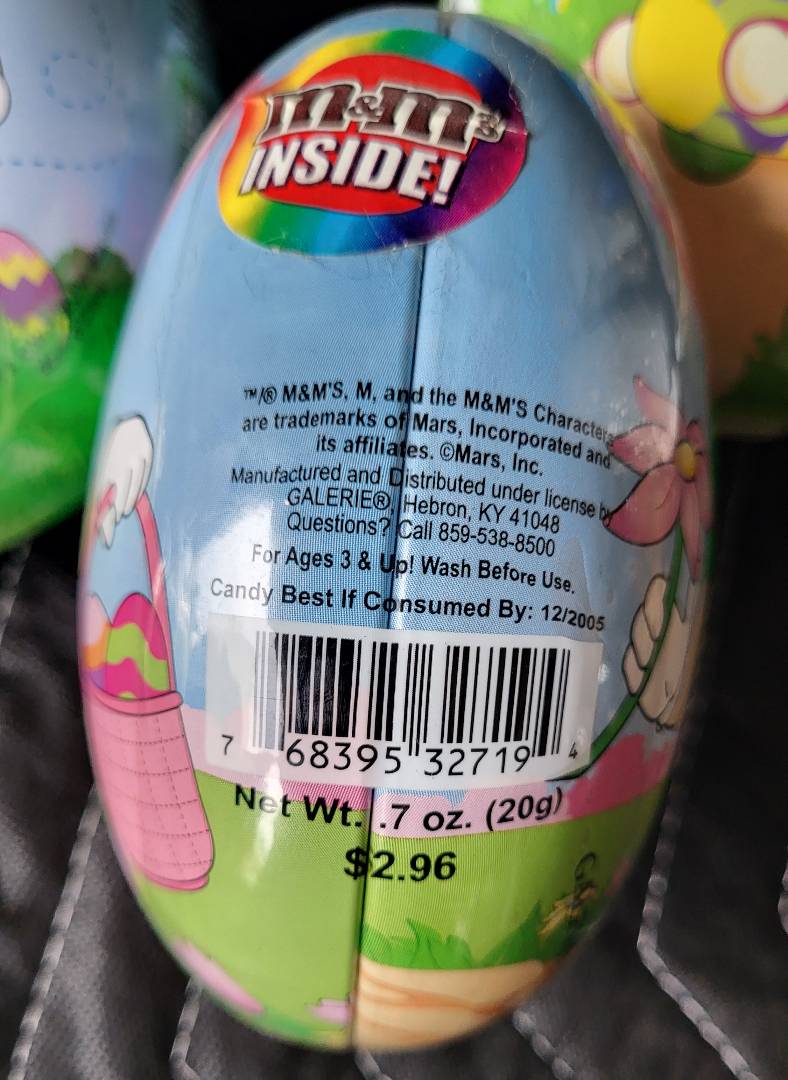 m&m's
INSIDE!
™/® M&M'S, M, and the M&M'S Characters
are trademarks of Mars, Incorporated and
its affiliates. ©Mars, Inc.
Manufactured and Distributed under license by
GALERIE®, Hebron, KY 41048
Questions? Call 859-538-8500
For Ages 3 & Up! Wash Before Use.
Candy Best If Consumed By: 12/2005
7 68395 32719 4
Net Wt. .7 oz. (20g)
$2.96